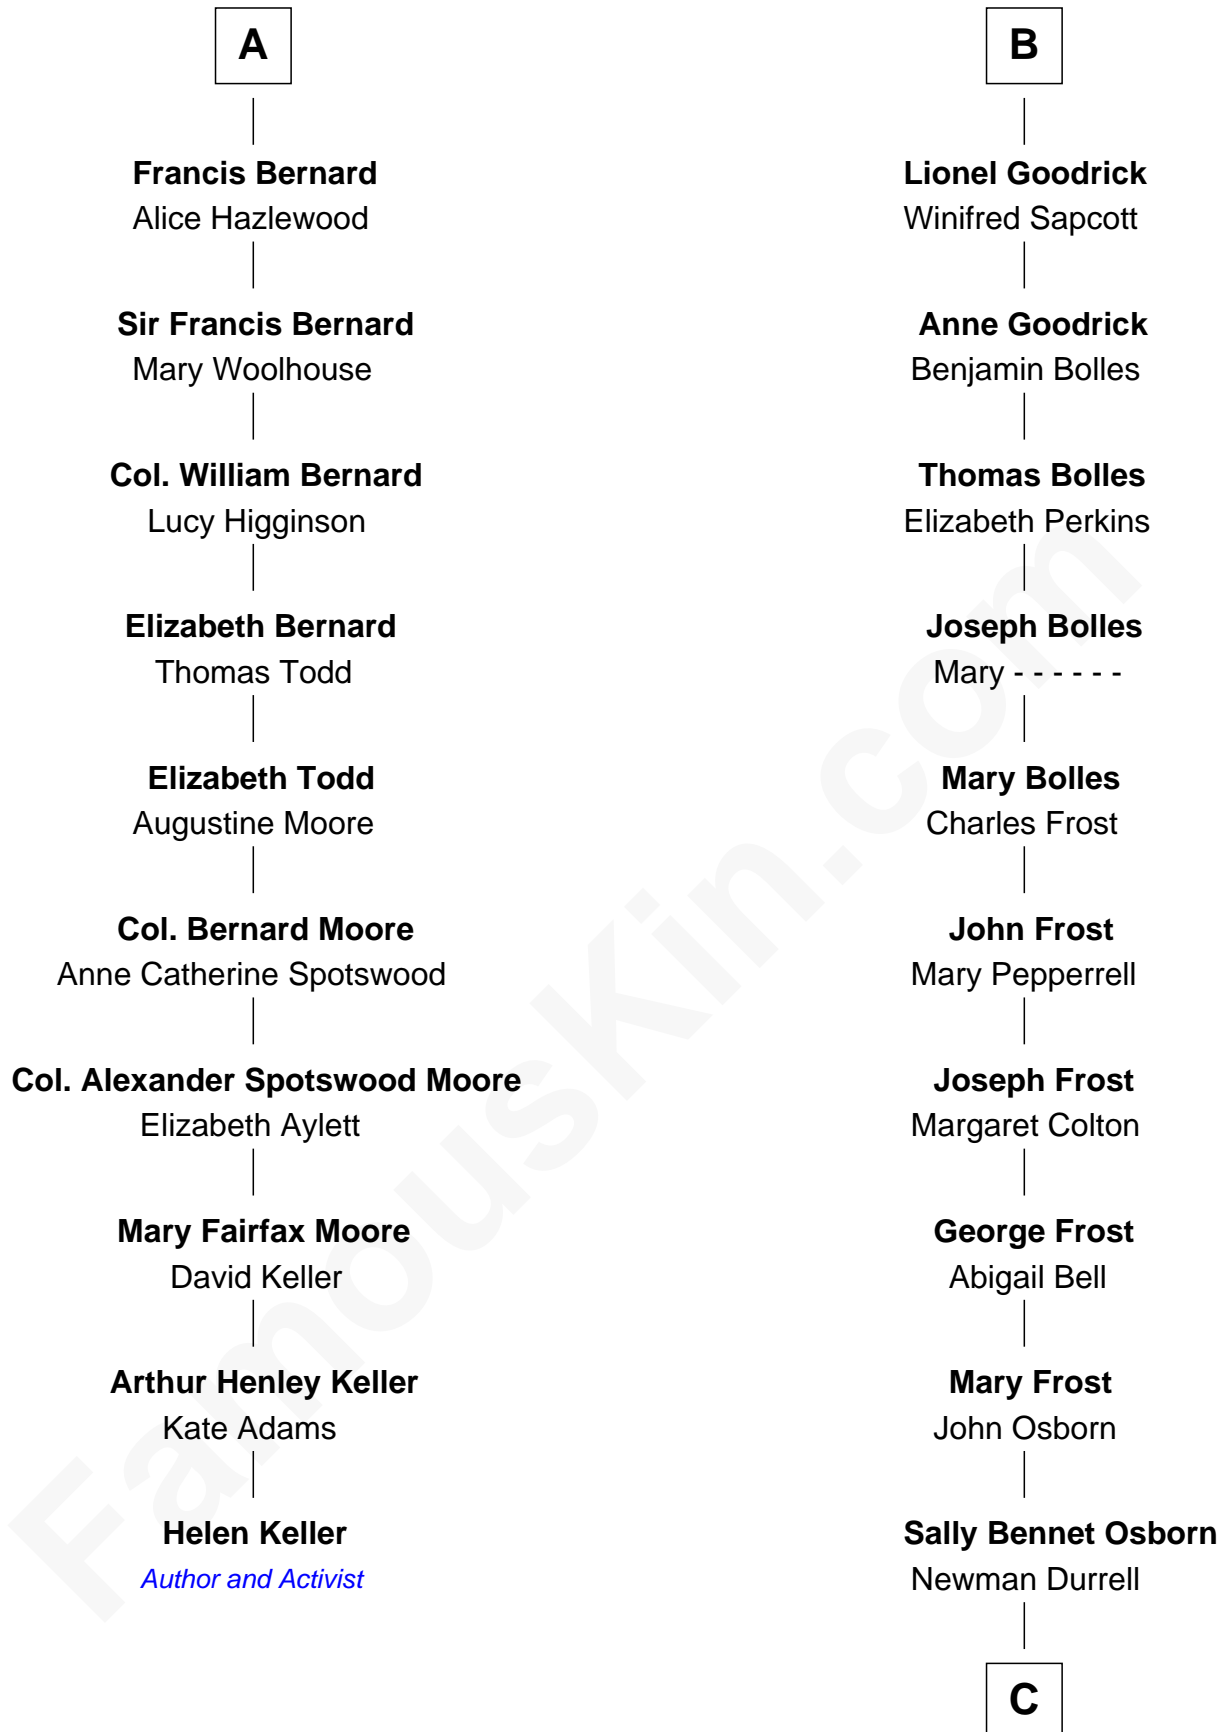 A
Francis Bernard
Alice Hazlewood
Sir Francis Bernard
Mary Woolhouse
Col. William Bernard
Lucy Higginson
Elizabeth Bernard
Thomas Todd
Elizabeth Todd
Augustine Moore
Col. Bernard Moore
Anne Catherine Spotswood
Col. Alexander Spotswood Moore
Elizabeth Aylett
Mary Fairfax Moore
David Keller
Arthur Henley Keller
Kate Adams
Helen Keller
Author and Activist
B
Lionel Goodrick
Winifred Sapcott
Anne Goodrick
Benjamin Bolles
Thomas Bolles
Elizabeth Perkins
Joseph Bolles
Mary - - - - - -
Mary Bolles
Charles Frost
John Frost
Mary Pepperrell
Joseph Frost
Margaret Colton
George Frost
Abigail Bell
Mary Frost
John Osborn
Sally Bennet Osborn
Newman Durrell
C
FamousKin.com